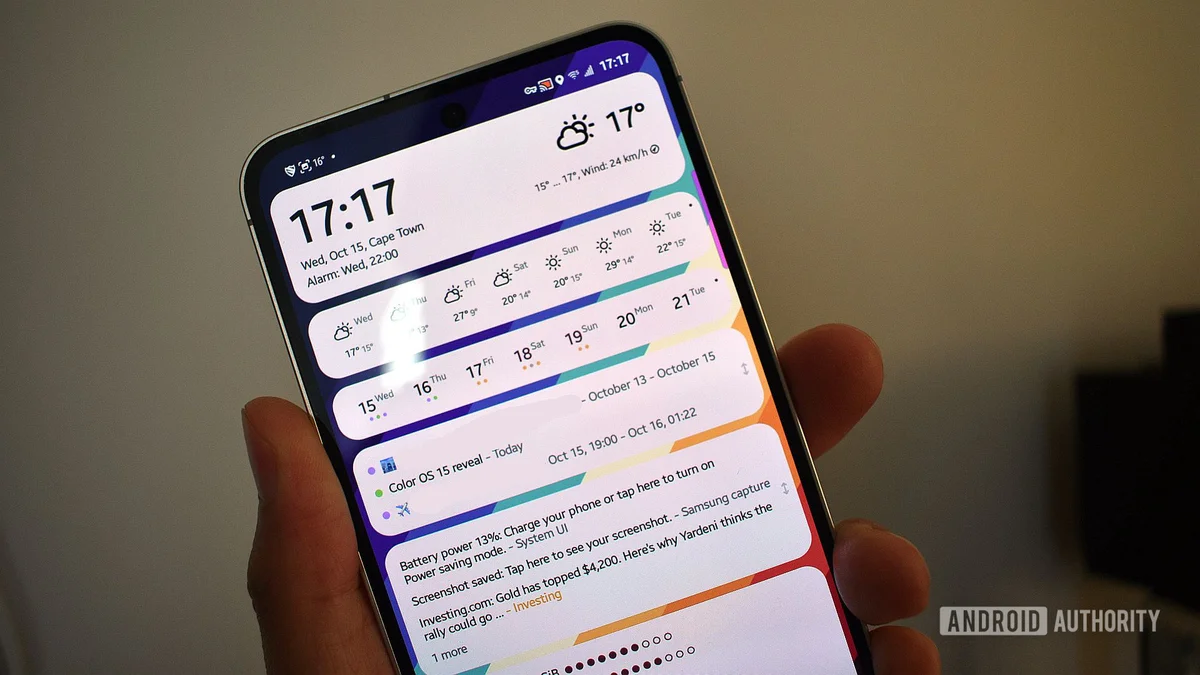 16°
17:17
17:17
Wed, Oct 15, Cape Town
Alarm: Wed, 22:00
17°
15° ... 17°, Wind: 24 km/h
Wed Thu Fri Sat Sun Mon Tue
17° 15° 13° 27° 9° 20° 14° 20° 15° 29° 14° 22° 15°
15 Wed 16 Thu 17 Fri 18 Sat 19 Sun 20 Mon 21 Tue
- October 13 - October 15
Color OS 15 reveal - Today
Oct 15, 19:00 - Oct 16, 01:22
Battery power 13%: Charge your phone or tap here to turn on
Power saving mode. - System UI
Screenshot saved: Tap here to see your screenshot. - Samsung capture
Investing.com: Gold has topped $4,200. Here's why Yardeni thinks the
rally could go ... - Investing
1 more
GiB
ANDROID AUTHORITY